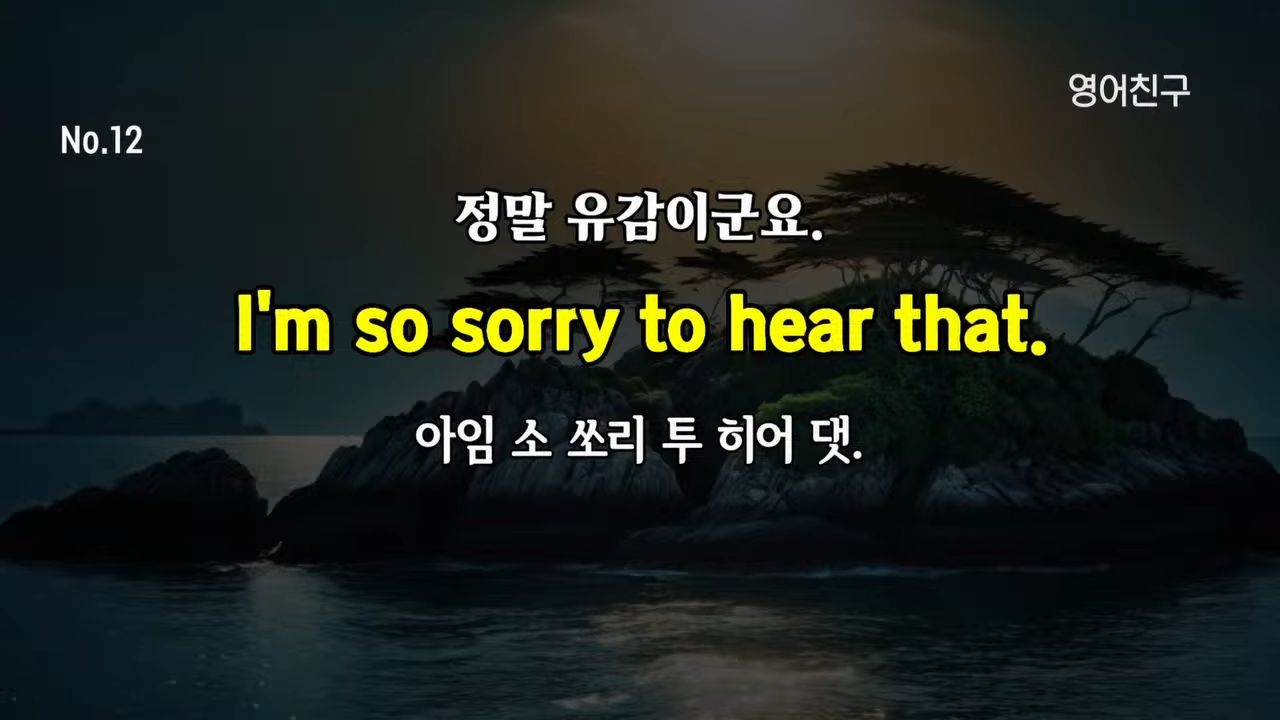 영어친구
No.12
정말 유감이군요.
I'm so sorry to hear that.
아임 소 쏘리 투 히어 댓.